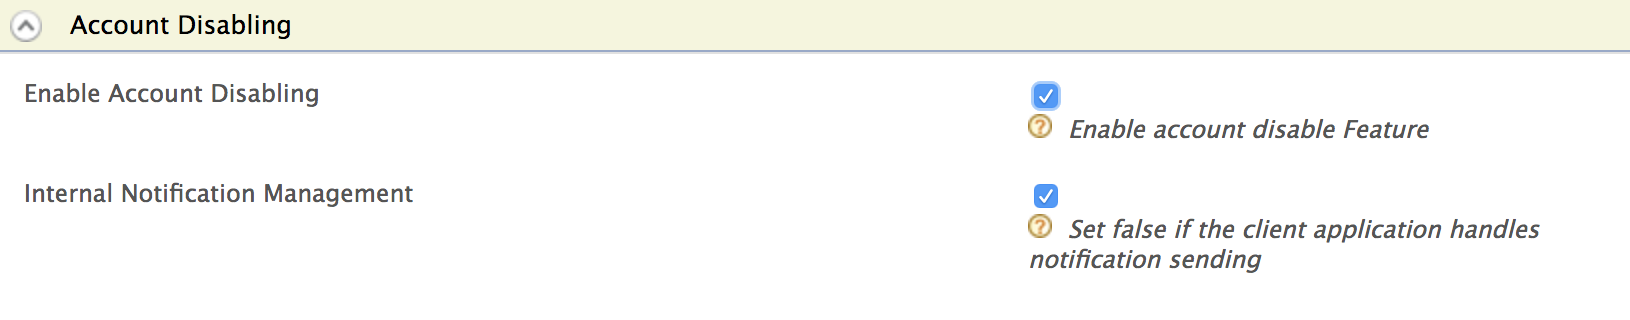 Account Disabling
Enable Account Disabling
Enable account disable Feature
Internal Notification Management
Set false if the client application handles
notification sending